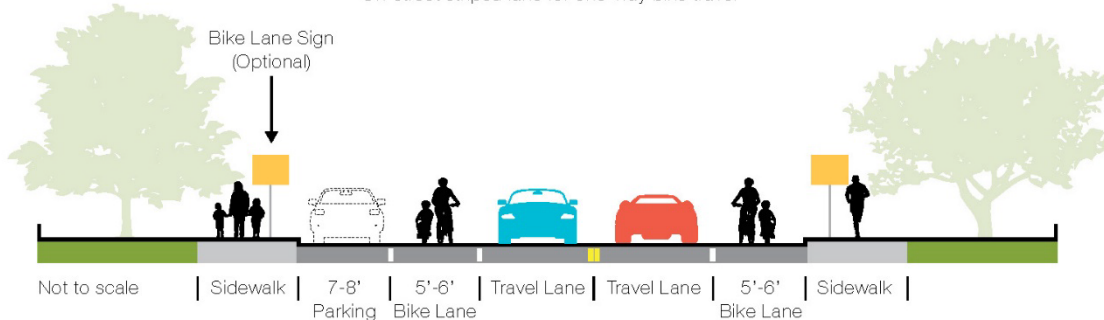 Bike Lane Sign
(Optional)
Not to scale
Sidewalk
7-8'
Parking
5'-6'
Bike Lane
Travel Lane
Travel Lane
5'-6'
Bike Lane
Sidewalk